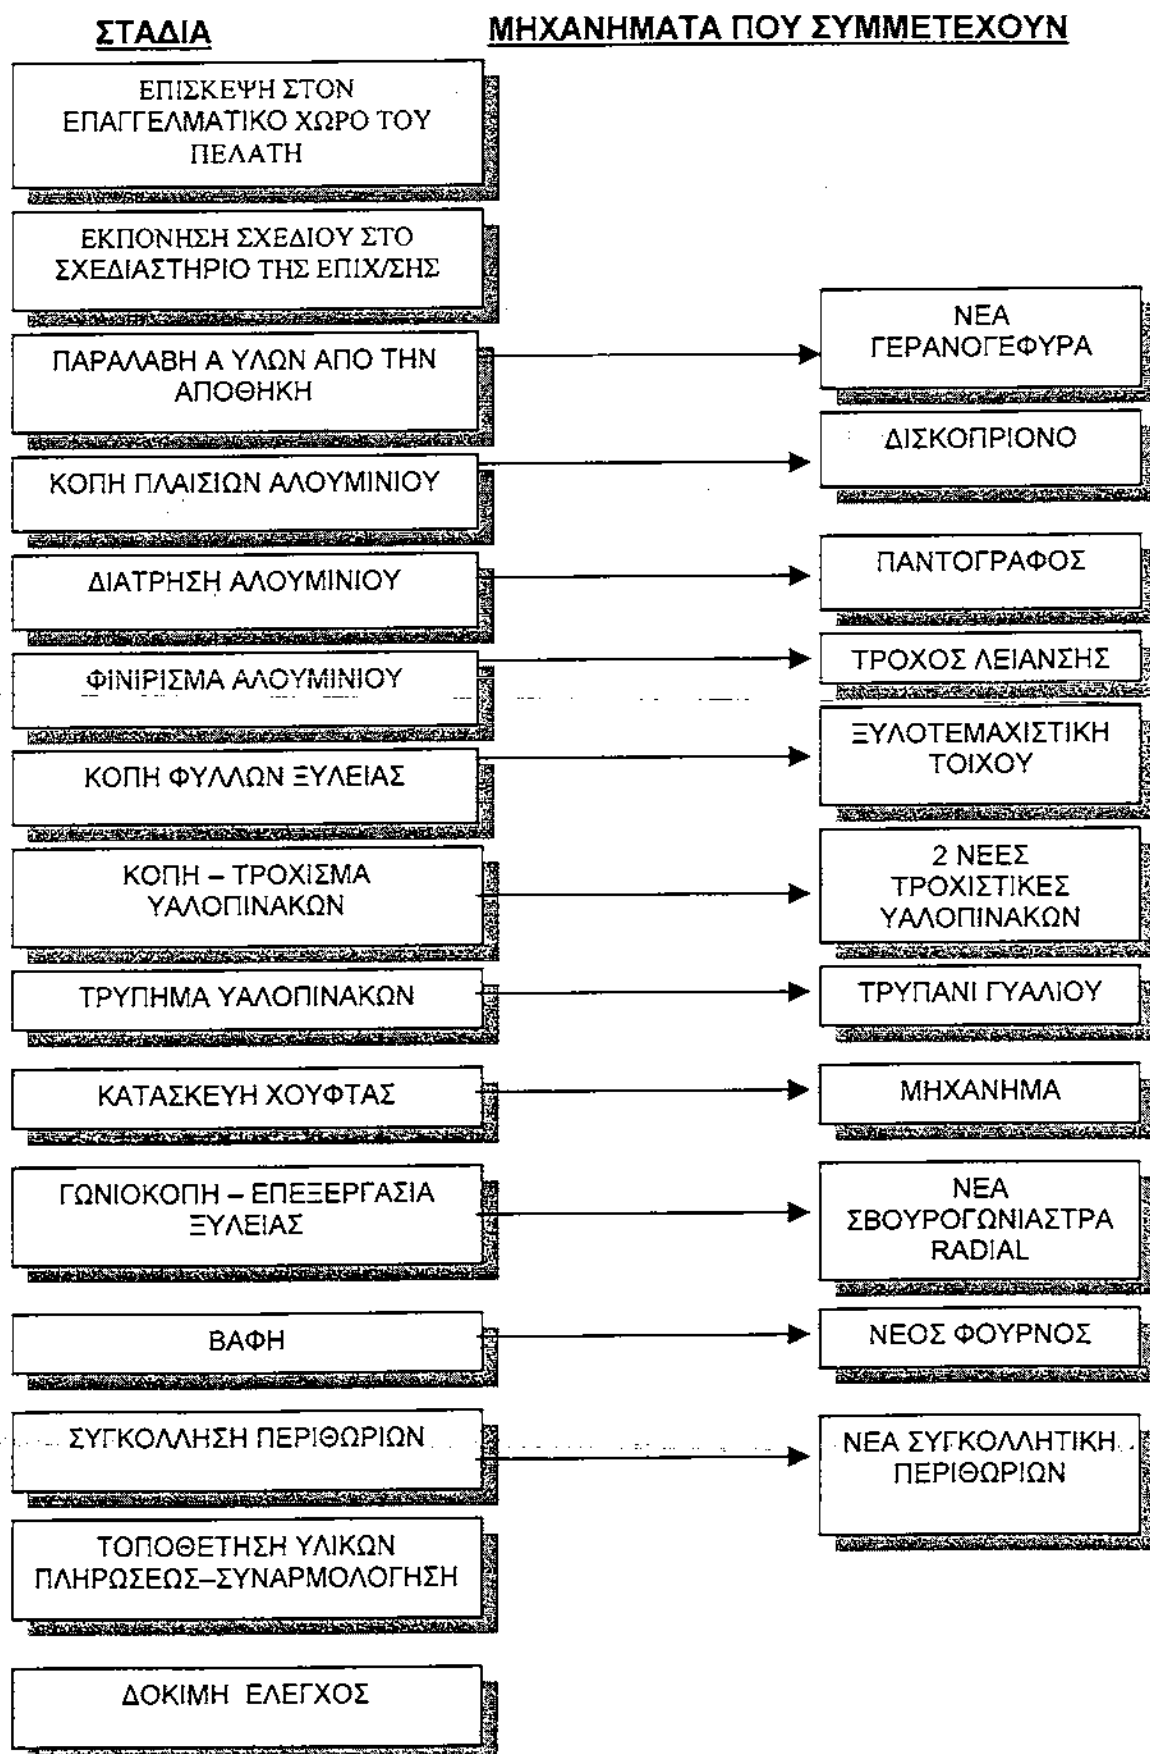 ΣΤΑΔΙΑ
ΜΗΧΑΝΗΜΑΤΑ ΠΟΥ ΣΥΜΜΕΤΕΧΟΥΝ
ΕΠΙΣΚΕΨΗ ΣΤΟΝ
ΕΠΑΓΓΕΛΜΑΤΙΚΟ ΧΩΡΟ ΤΟΥ
ΠΕΛΑΤΗ
ΕΚΠΟΝΗΣΗ ΣΧΕΔΙΟΥ ΣΤΟ
ΣΧΕΔΙΑΣΤΗΡΙΟ ΤΗΣ ΕΠΙΧ/ΣΗΣ
ΠΑΡΑΛΑΒΗ Α ΥΛΩΝ ΑΠΟ ΤΗΝ
ΑΠΟΘΗΚΗ
ΝΕΑ
ΓΕΡΑΝΟΓΕΦΥΡΑ
ΚΟΠΗ ΠΛΑΙΣΙΩΝ ΑΛΟΥΜΙΝΙΟΥ
ΔΙΣΚΟΠΡΙΟΝΟ
ΔΙΑΤΡΗΣΗ ΑΛΟΥΜΙΝΙΟΥ
ΠΑΝΤΟΓΡΑΦΟΣ
ΦΙΝΙΡΙΣΜΑ ΑΛΟΥΜΙΝΙΟΥ
ΤΡΟΧΟΣ ΛΕΙΑΝΣΗΣ
ΚΟΠΗ ΦΥΛΛΩΝ ΞΥΛΕΙΑΣ
ΞΥΛΟΤΕΜΑΧΙΣΤΙΚΗ
ΤΟΙΧΟΥ
ΚΟΠΗ – ΤΡΟΧΙΣΜΑ
ΥΑΛΟΠΙΝΑΚΩΝ
2 ΝΕΕΣ
ΤΡΟΧΙΣΤΙΚΕΣ
ΥΑΛΟΠΙΝΑΚΩΝ
ΤΡΥΠΗΜΑ ΥΑΛΟΠΙΝΑΚΩΝ
ΤΡΥΠΑΝΙ ΓΥΑΛΙΟΥ
ΚΑΤΑΣΚΕΥΗ ΧΟΥΦΤΑΣ
ΜΗΧΑΝΗΜΑ
ΓΩΝΙΟΚΟΠΗ – ΕΠΕΞΕΡΓΑΣΙΑ
ΞΥΛΕΙΑΣ
ΝΕΑ
ΣΒΟΥΡΟΓΩΝΙΑΣΤΡΑ
RADIAL
ΒΑΦΗ
ΝΕΟΣ ΦΟΥΡΝΟΣ
ΣΥΓΚΟΛΛΗΣΗ ΠΕΡΙΘΩΡΙΩΝ
ΝΕΑ ΣΥΓΚΟΛΛΗΤΙΚΗ
ΠΕΡΙΘΩΡΙΩΝ
ΤΟΠΟΘΕΤΗΣΗ ΥΛΙΚΩΝ
ΠΛΗΡΩΣΕΩΣ–ΣΥΝΑΡΜΟΛΟΓΗΣΗ
ΔΟΚΙΜΗ ΕΛΕΓΧΟΣ